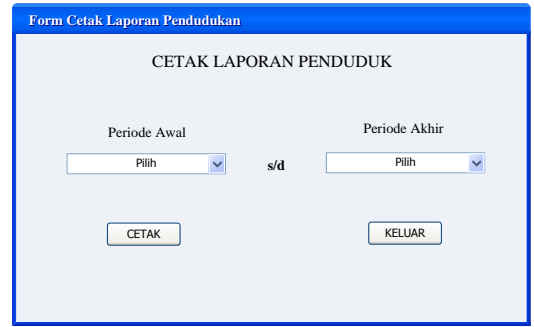 Form Cetak Laporan Pendudukan
CETAK LAPORAN PENDUDUK
Periode Awal
Periode Akhir
Pilih
s/d
Pilih
CETAK
KELUAR